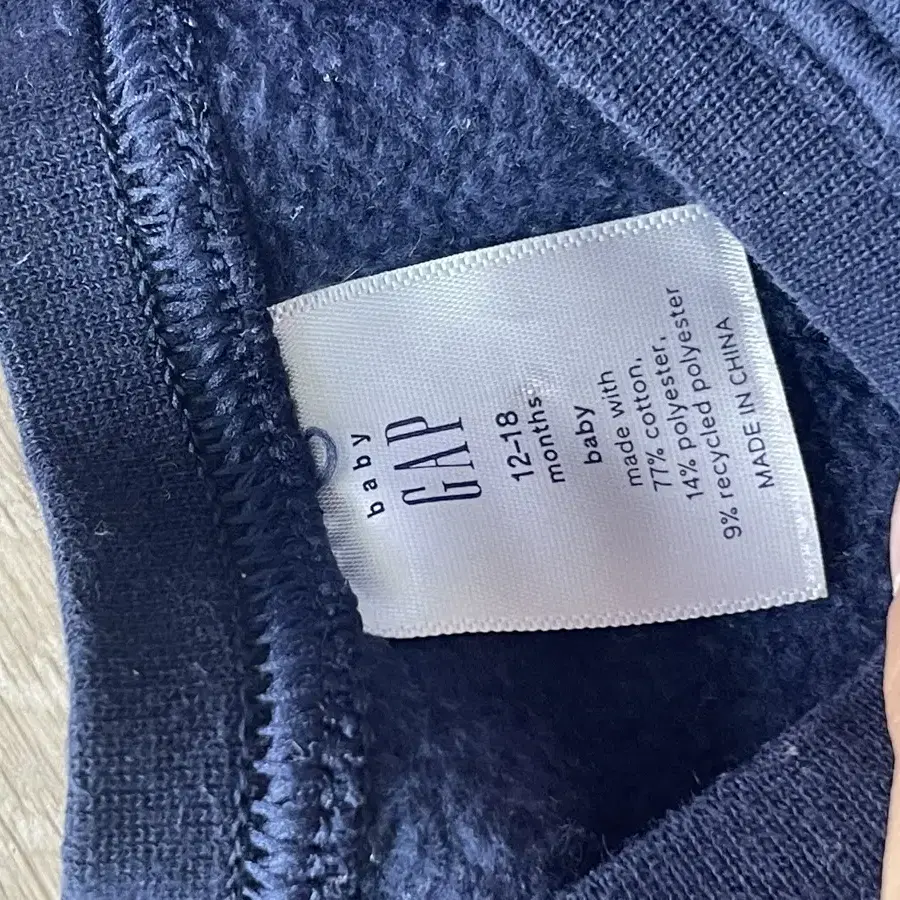 baby
GAP
12-18
months
baby
made with
77% cotton,
14% polyester,
9% recycled polyester
MADE IN CHINA